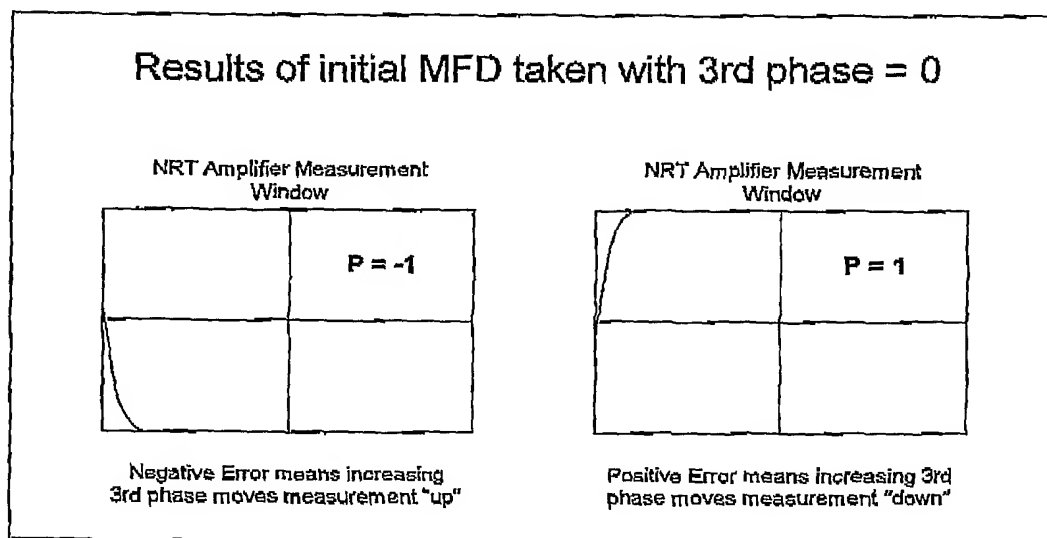 Results of initial MFD taken with 3rd phase = 0
NRT Amplifier Measurement
Window
P = -1
Negative Error means increasing
3rd phase moves measurement "up"
NRT Amplifier Measurement
Window
P = 1
Positive Error means increasing 3rd
phase moves measurement "down"